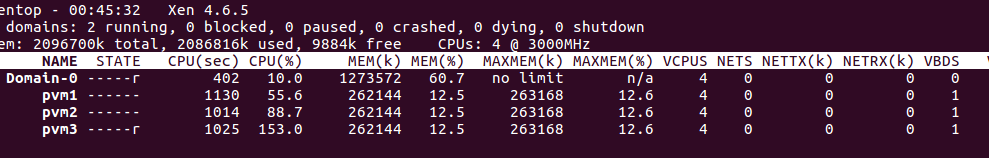 entop - 00:45:32   Xen 4.6.5
domains: 2 running, 0 blocked, 0 paused, 0 crashed, 0 dying, 0 shutdown
em: 2096700k total, 2086816k used, 9884k free    CPUs: 4 @ 3000MHz
NAME  STATE   CPU(sec) CPU(%)     MEM(k) MEM(%)  MAXMEM(k) MAXMEM(%) VCPUS NETS NETTX(k) NETRX(k) VBDS
Domain-0 -----r        402   10.0    1273572   60.7   no limit       n/a     4    0        0        0    0
pvm1 ------       1130   55.6     262144   12.5     263168      12.6     4    0        0        0    1
pvm2 ------       1014   88.7     262144   12.5     263168      12.6     4    0        0        0    1
pvm3 -----r       1025  153.0     262144   12.5     263168      12.6     4    0        0        0    1